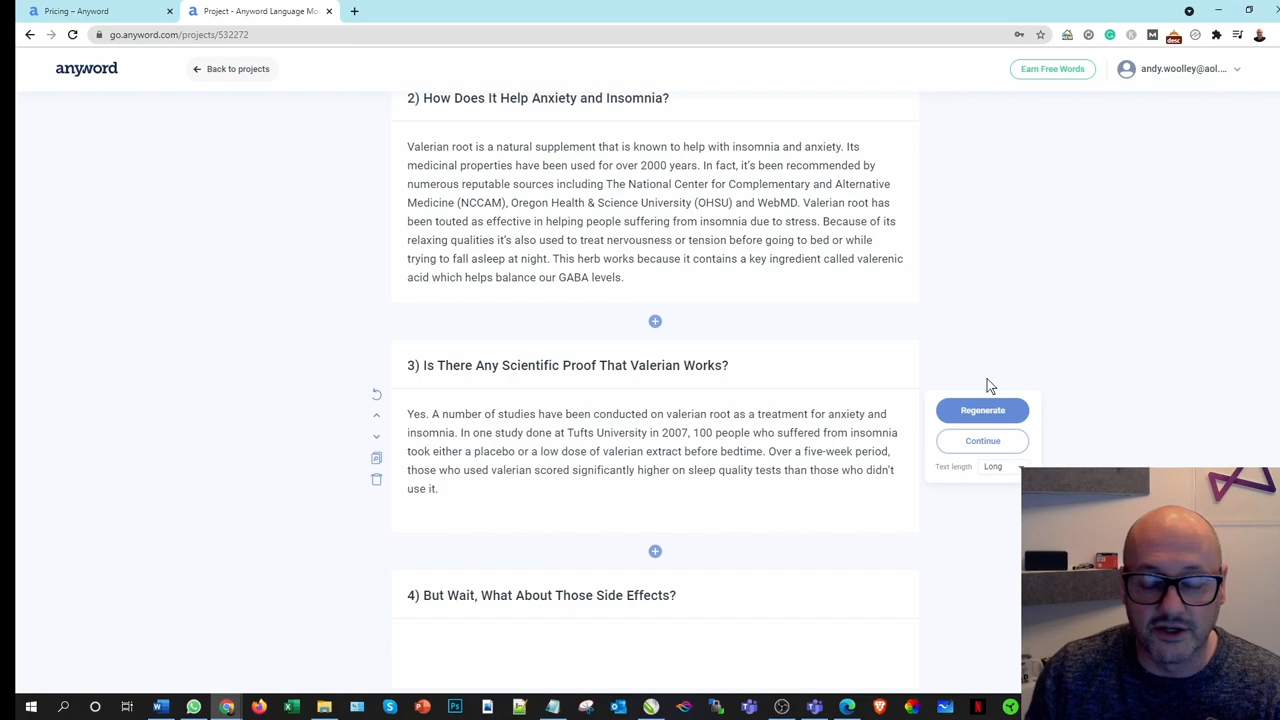 Pricing – Anyword
Project - Anyword Language Mo
go.anyword.com/projects/532272
desc
anyword
Back to projects
Earn Free Words
andy.woolley@aol....
2) How Does It Help Anxiety and Insomnia?
Valerian root is a natural supplement that is known to help with insomnia and anxiety. Its
medicinal properties have been used for over 2000 years. In fact, it's been recommended by
numerous reputable sources including The National Center for Complementary and Alternative
Medicine (NCCAM), Oregon Health & Science University (OHSU) and WebMD. Valerian root has
been touted as effective in helping people suffering from insomnia due to stress. Because of its
relaxing qualities it's also used to treat nervousness or tension before going to bed or while
trying to fall asleep at night. This herb works because it contains a key ingredient called valerenic
acid which helps balance our GABA levels.
3) Is There Any Scientific Proof That Valerian Works?
Yes. A number of studies have been conducted on valerian root as a treatment for anxiety and
insomnia. In one study done at Tufts University in 2007, 100 people who suffered from insomnia
took either a placebo or a low dose of valerian extract before bedtime. Over a five-week period,
those who used valerian scored significantly higher on sleep quality tests than those who didn't
use it.
Regenerate
Continue
Text length Long
4) But Wait, What About Those Side Effects?